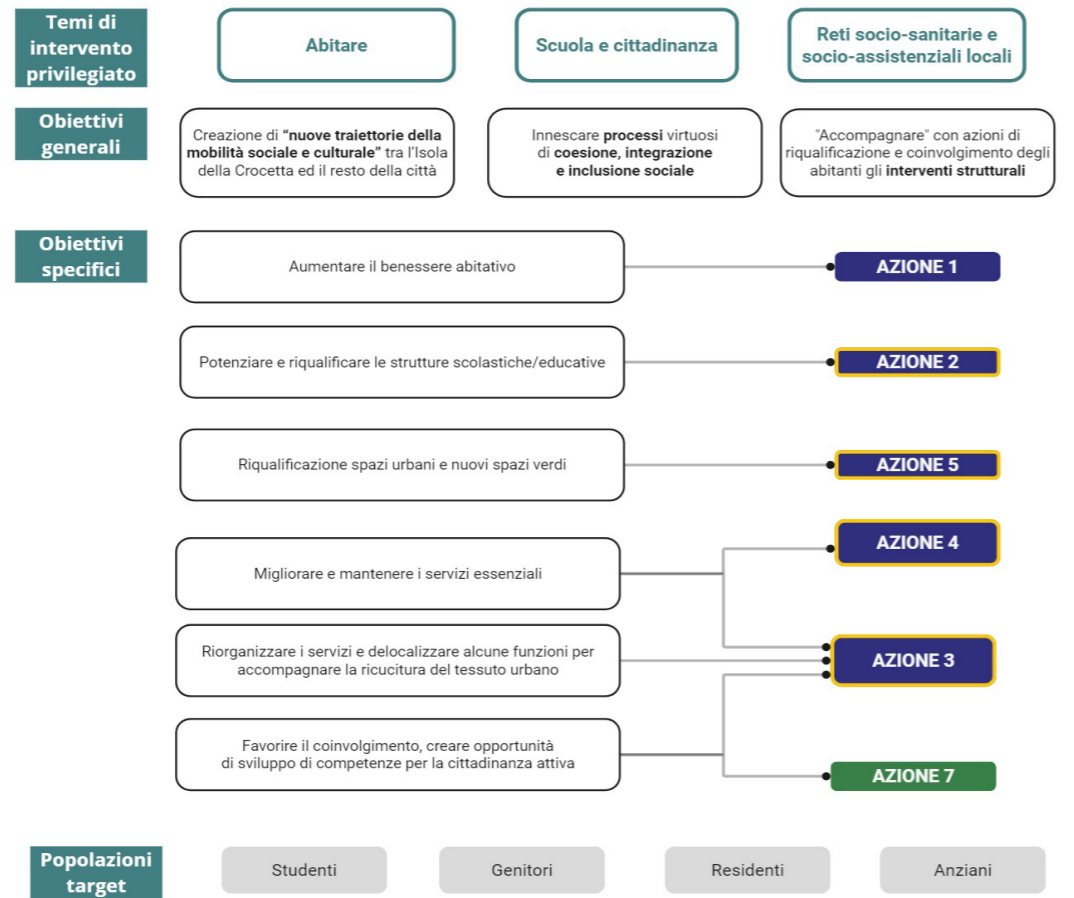 Temi di
intervento
privilegiato
Abitare
Scuola e cittadinanza
Reti socio-sanitarie e
socio-assistenziali locali
Obiettivi
generali
Creazione di “nuove traiettorie della
mobilità sociale e culturale” tra l’Isola
della Crocetta ed il resto della città
Innescare processi virtuosi
di coesione, integrazione
e inclusione sociale
"Accompagnare" con azioni di
riqualificazione e coinvolgimento degli
abitanti gli interventi strutturali
Obiettivi
specifici
Aumentare il benessere abitativo
AZIONE 1
Potenziare e riqualificare le strutture scolastiche/educative
AZIONE 2
Riqualificazione spazi urbani e nuovi spazi verdi
AZIONE 5
Migliorare e mantenere i servizi essenziali
AZIONE 4
Riorganizzare i servizi e delocalizzare alcune funzioni per
accompagnare la ricucitura del tessuto urbano
AZIONE 3
Favorire il coinvolgimento, creare opportunità
di sviluppo di competenze per la cittadinanza attiva
AZIONE 7
Popolazioni
target
Studenti
Genitori
Residenti
Anziani